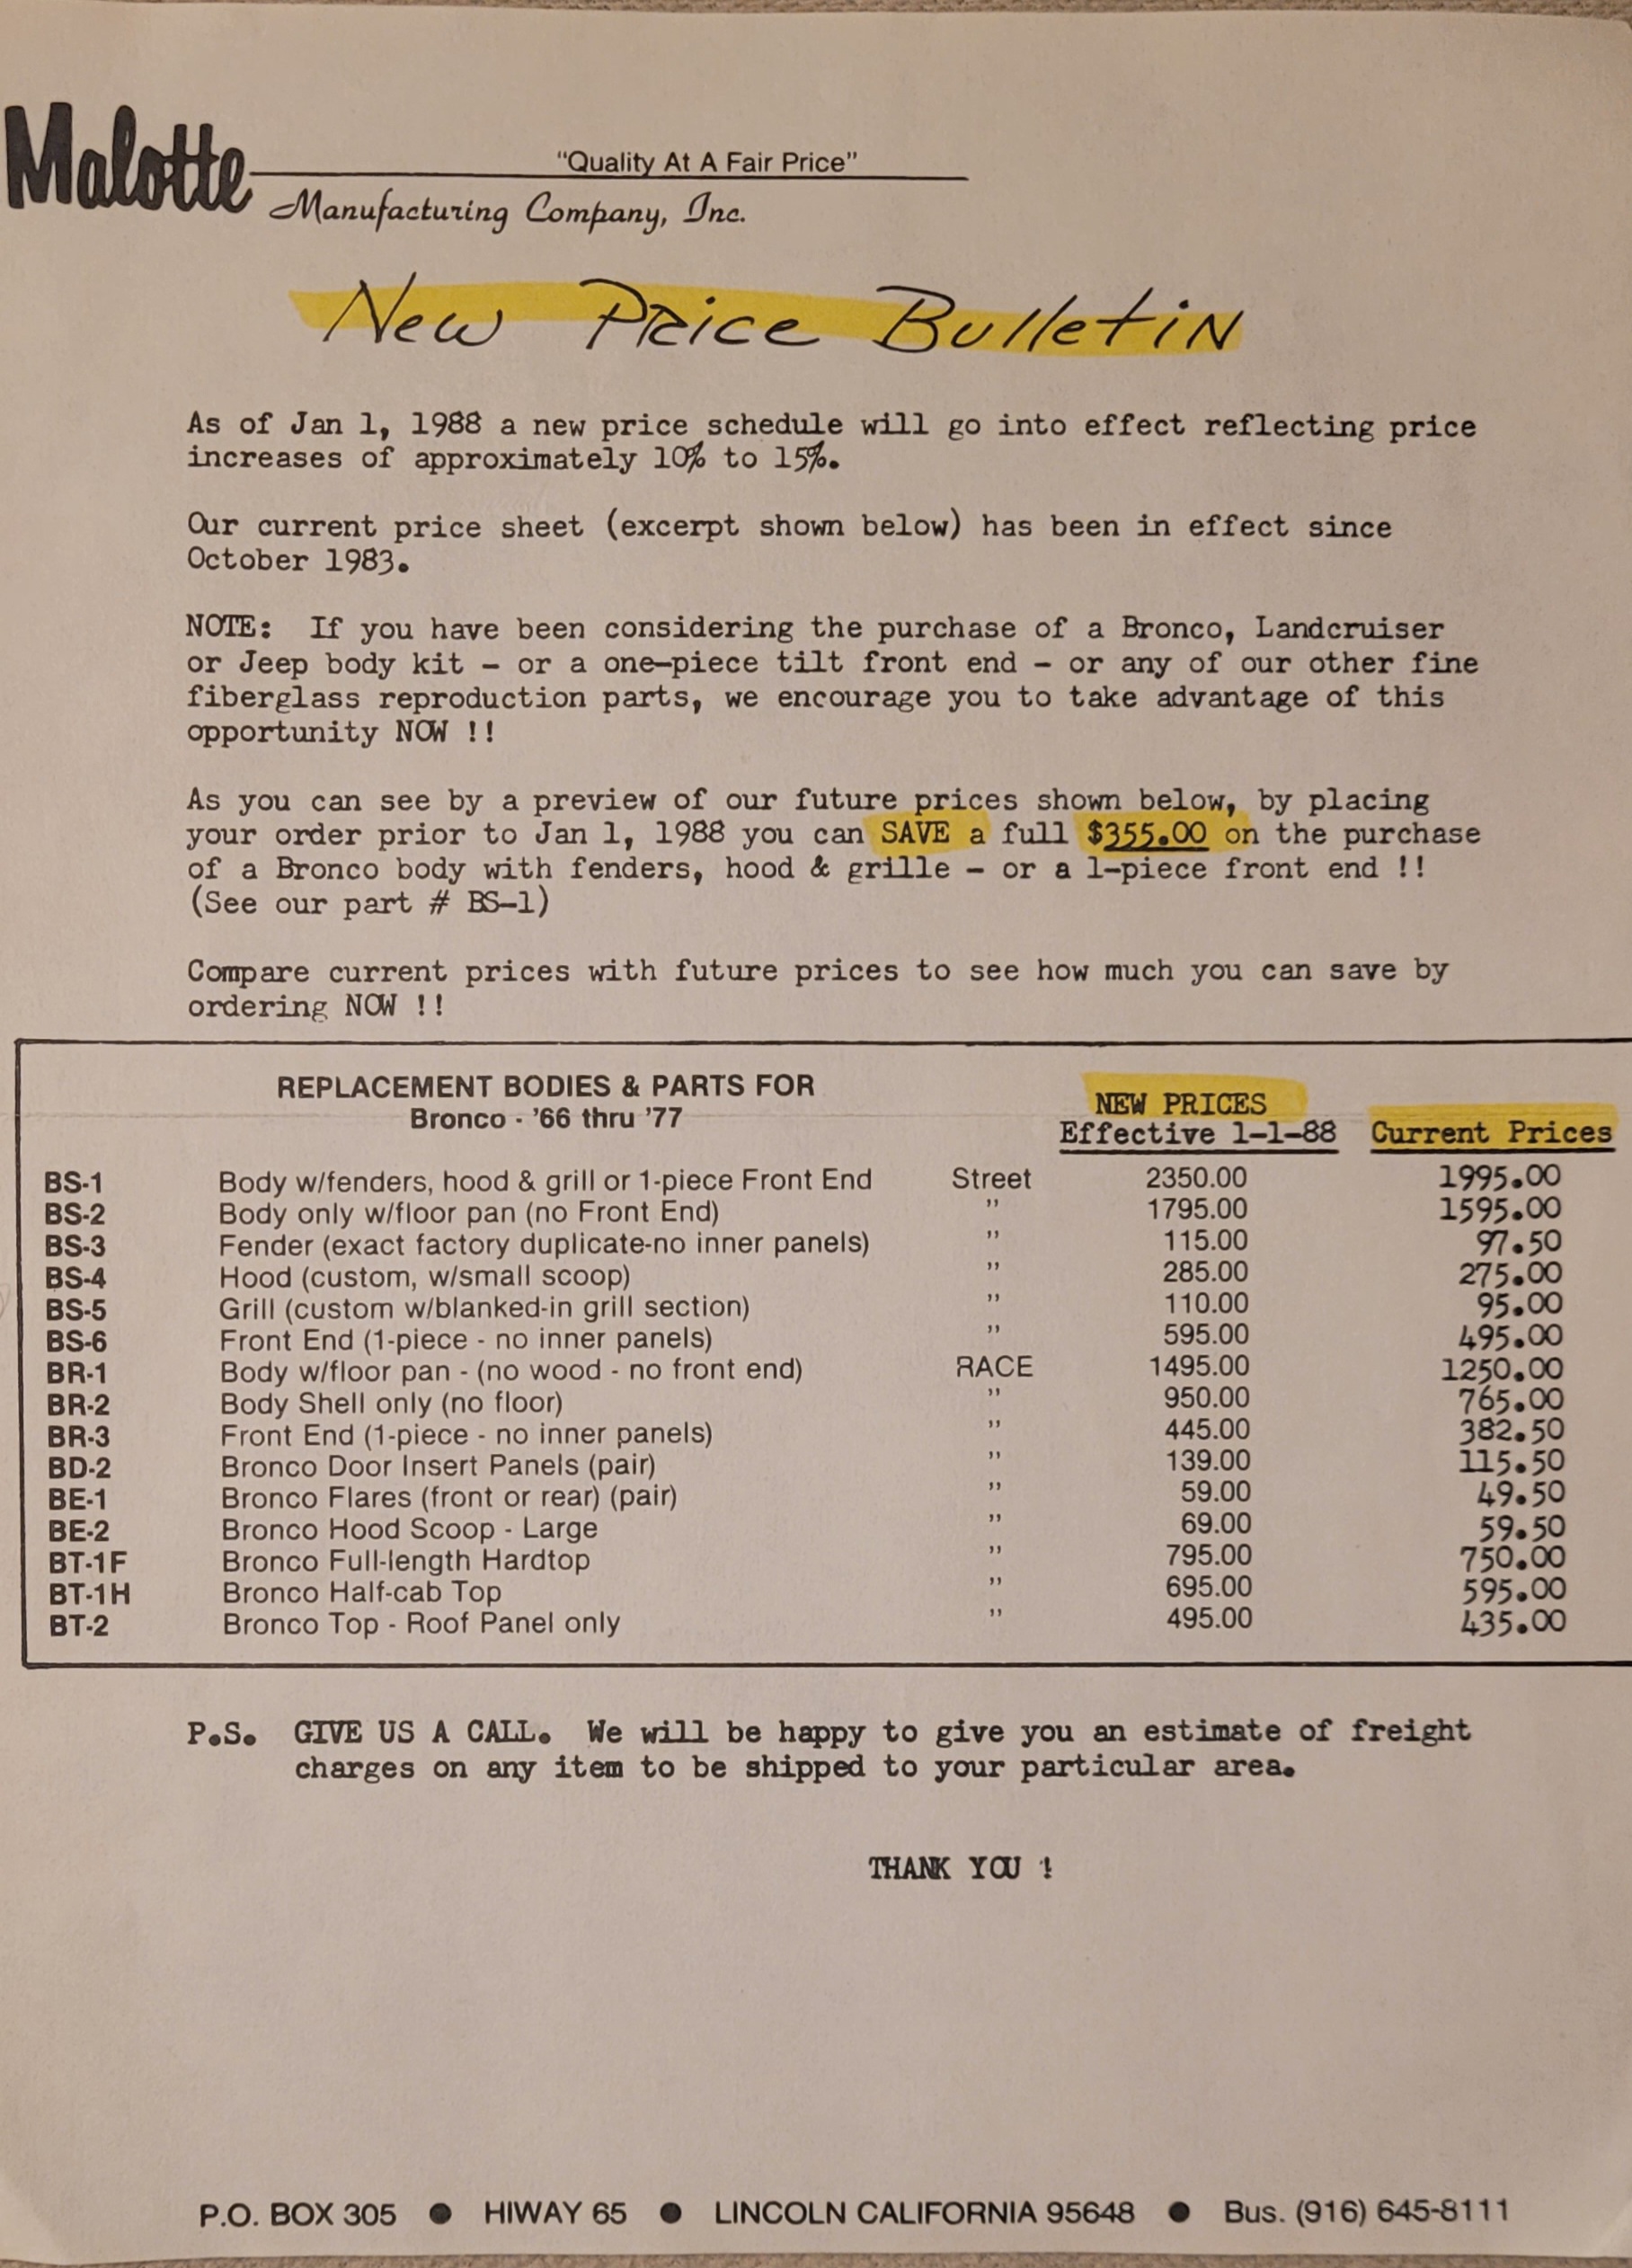 Malotte
"Quality At A Fair Price"
Manufacturing Company, Inc.
New Price Bulletin
As of Jan 1, 1988 a new price schedule will go into effect reflecting price
increases of approximately 10% to 15%.
Our current price sheet (excerpt shown below) has been in effect since
October 1983.
NOTE: If you have been considering the purchase of a Bronco, Landcruiser
or Jeep body kit - or a one-piece tilt front end - or any of our other fine
fiberglass reproduction parts, we encourage you to take advantage of this
opportunity NOW !!
As you can see by a preview of our future prices shown below, by placing
your order prior to Jan 1, 1988 you can SAVE a full $355.00 on the purchase
of a Bronco body with fenders, hood & grille - or a 1-piece front end !!
(See our part # BS-1)
Compare current prices with future prices to see how much you can save by
ordering NOW !!
REPLACEMENT BODIES & PARTS FOR
Bronco - '66 thru '77
NEW PRICES
Effective 1-1-88 Current Prices
BS-1 Body w/fenders, hood & grill or 1-piece Front End Street 2350.00 1995.00
BS-2 Body only w/floor pan (no Front End) " 1795.00 1595.00
BS-3 Fender (exact factory duplicate-no inner panels) " 115.00 97.50
BS-4 Hood (custom, w/small scoop) " 285.00 275.00
BS-5 Grill (custom w/blanked-in grill section) " 110.00 95.00
BS-6 Front End (1-piece - no inner panels) " 595.00 495.00
BR-1 Body w/floor pan - (no wood - no front end) RACE 1495.00 1250.00
BR-2 Body Shell only (no floor) " 950.00 765.00
BR-3 Front End (1-piece - no inner panels) " 445.00 382.50
BD-2 Bronco Door Insert Panels (pair) " 139.00 115.50
BE-1 Bronco Flares (front or rear) (pair) " 59.00 49.50
BE-2 Bronco Hood Scoop - Large " 69.00 59.50
BT-1F Bronco Full-length Hardtop " 795.00 750.00
BT-1H Bronco Half-cab Top " 695.00 595.00
BT-2 Bronco Top - Roof Panel only " 495.00 435.00
P.S. GIVE US A CALL. We will be happy to give you an estimate of freight
charges on any item to be shipped to your particular area.
THANK YOU !
P.O. BOX 305 ● HIWAY 65 ● LINCOLN CALIFORNIA 95648 ● Bus. (916) 645-8111